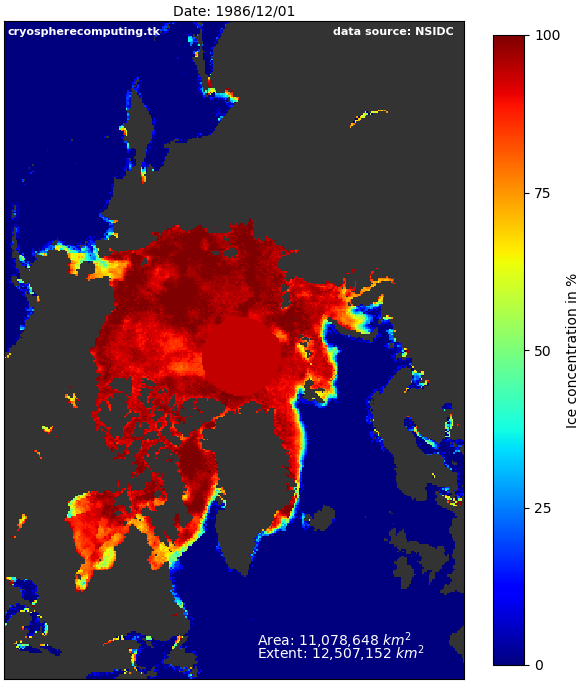 Date: 1986/12/01
cryospherecomputing.tk data source: NSIDC
100
75
50
25
0
Ice concentration in %
Area: 11,078,648 km²
Extent: 12,507,152 km²